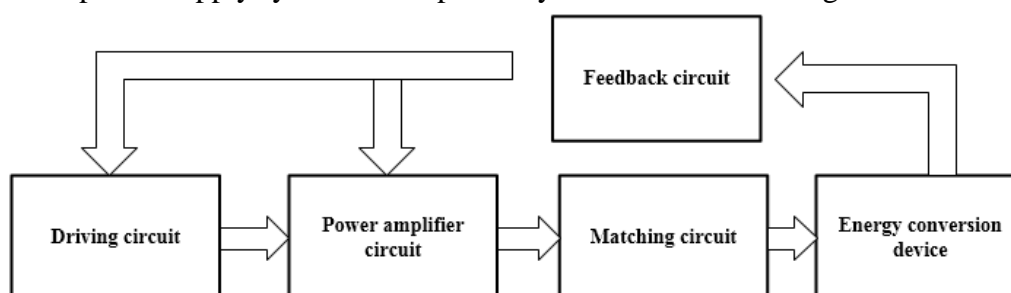 Feedback circuit
Driving circuit
Power amplifier
circuit
Matching circuit
Energy conversion
device